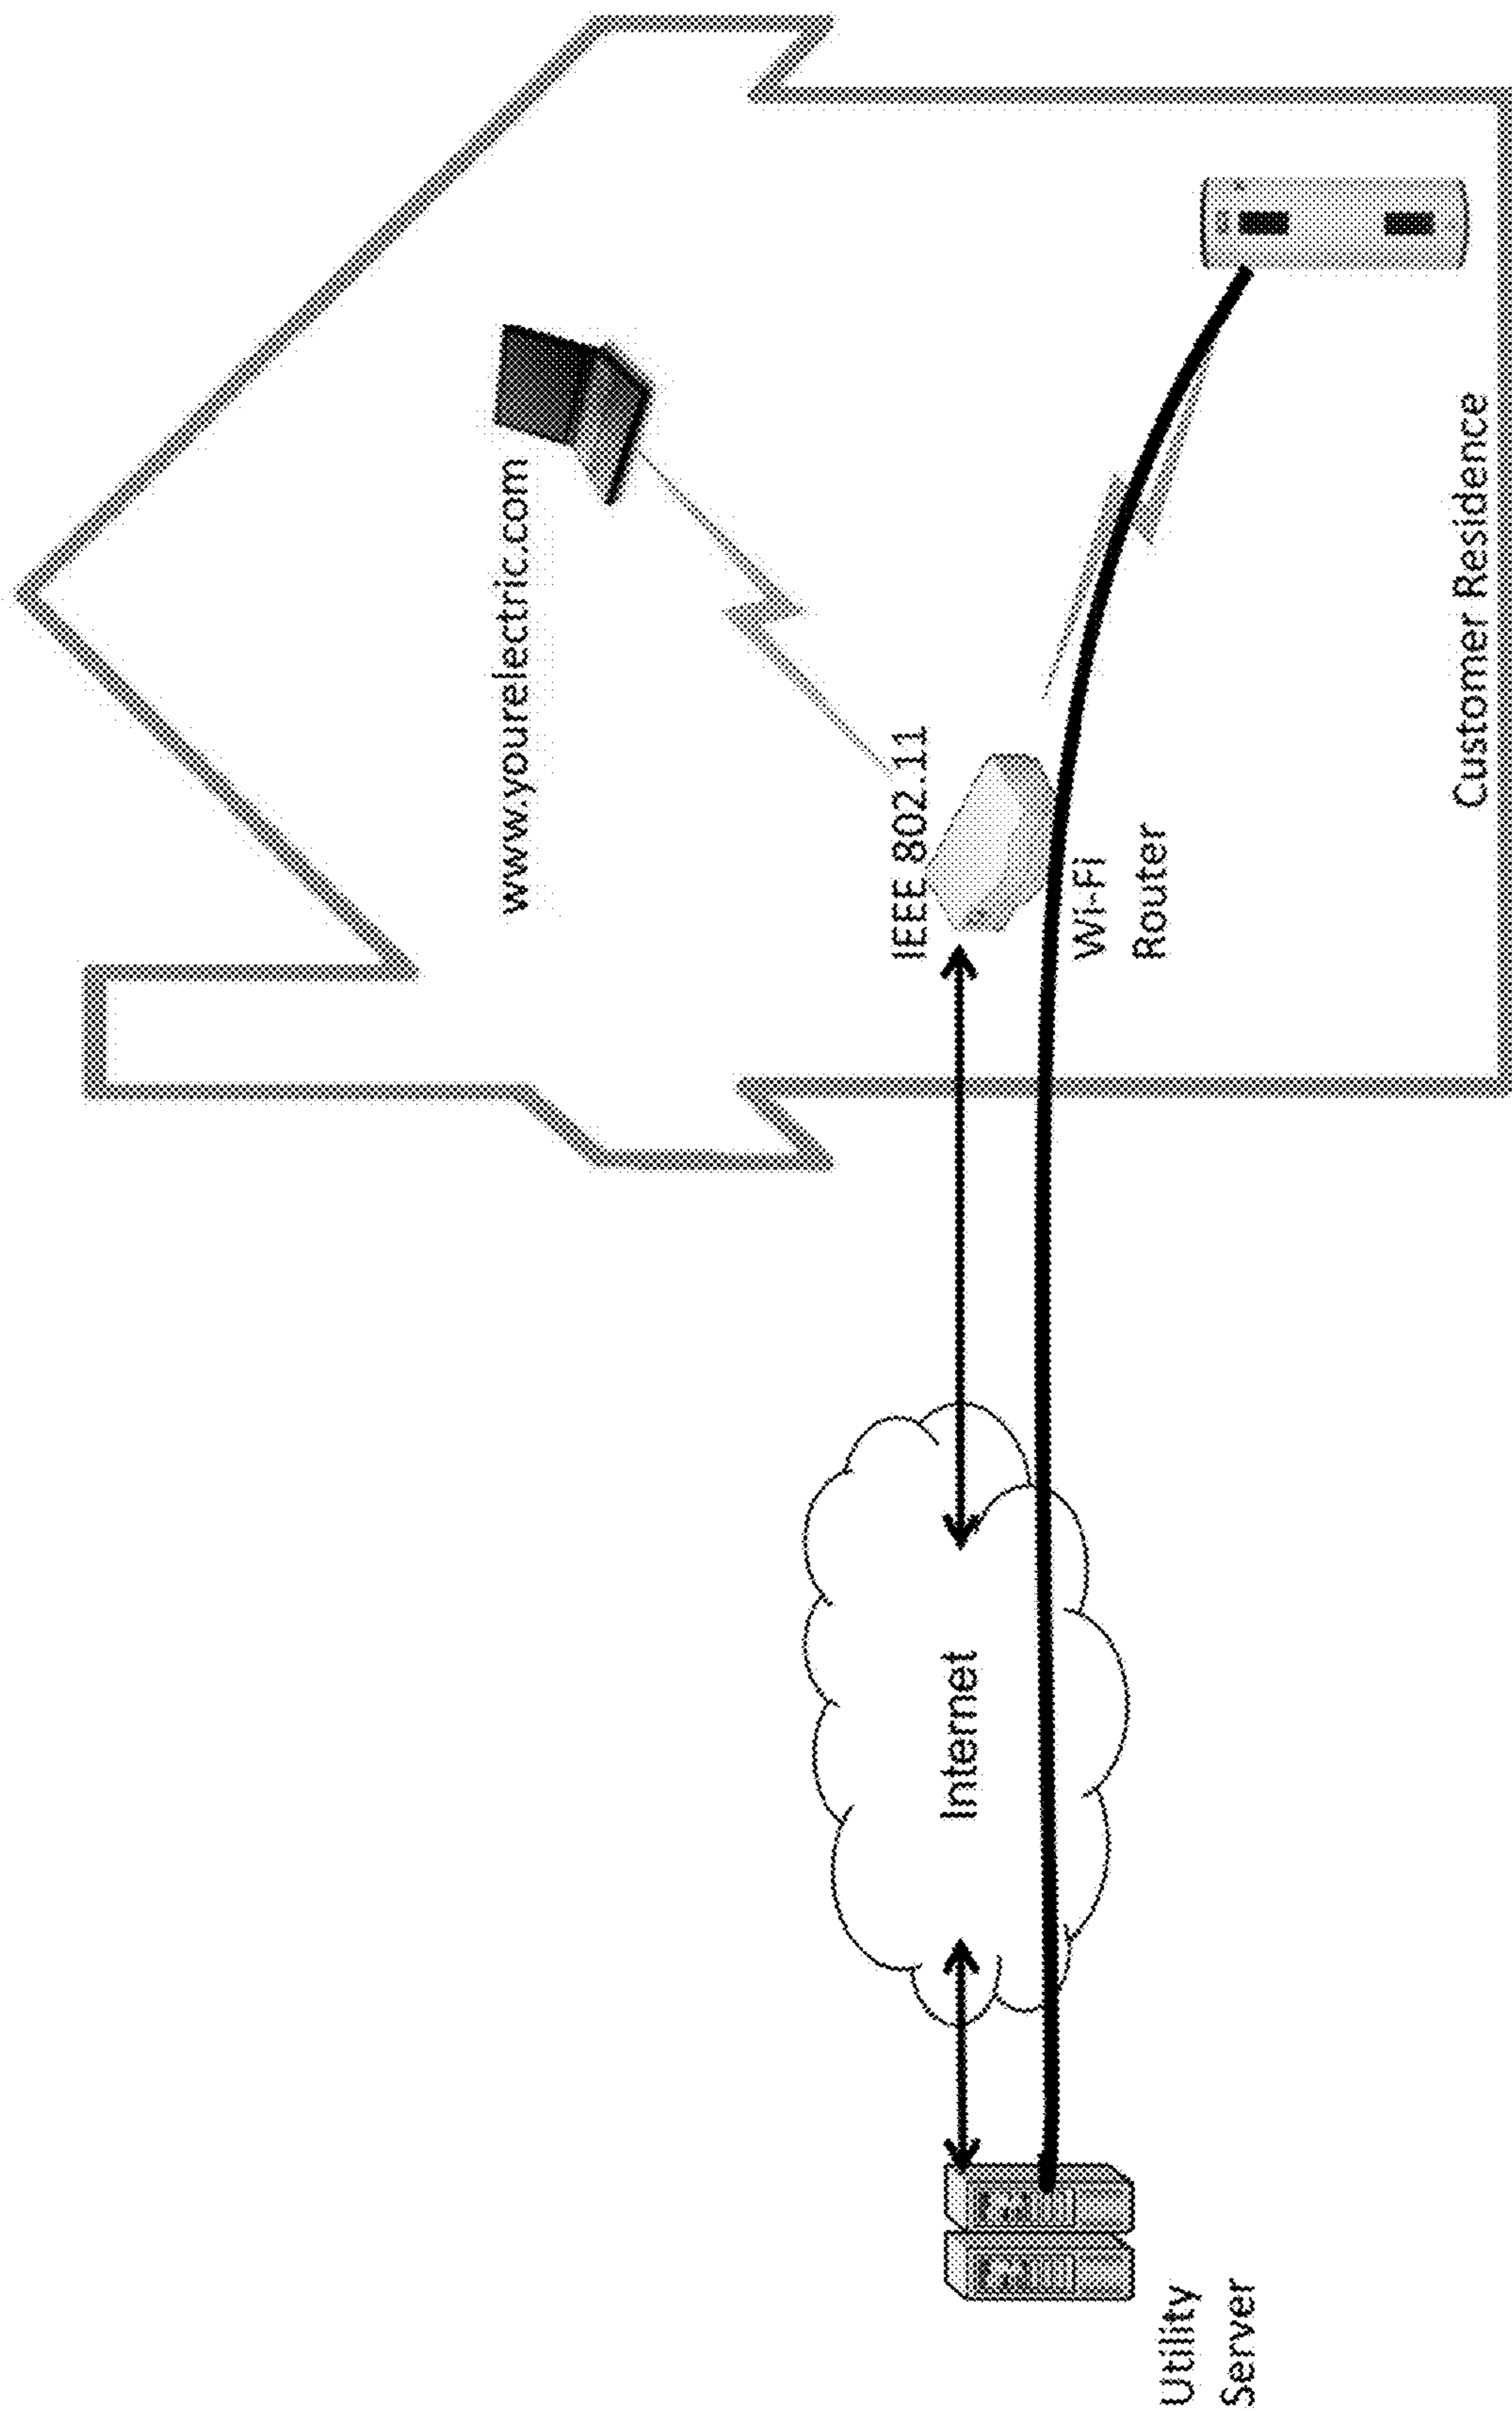 www.yourelectric.com
IEEE 802.11
Wi-Fi
Router
Internet
Utility
Server
Customer Residence